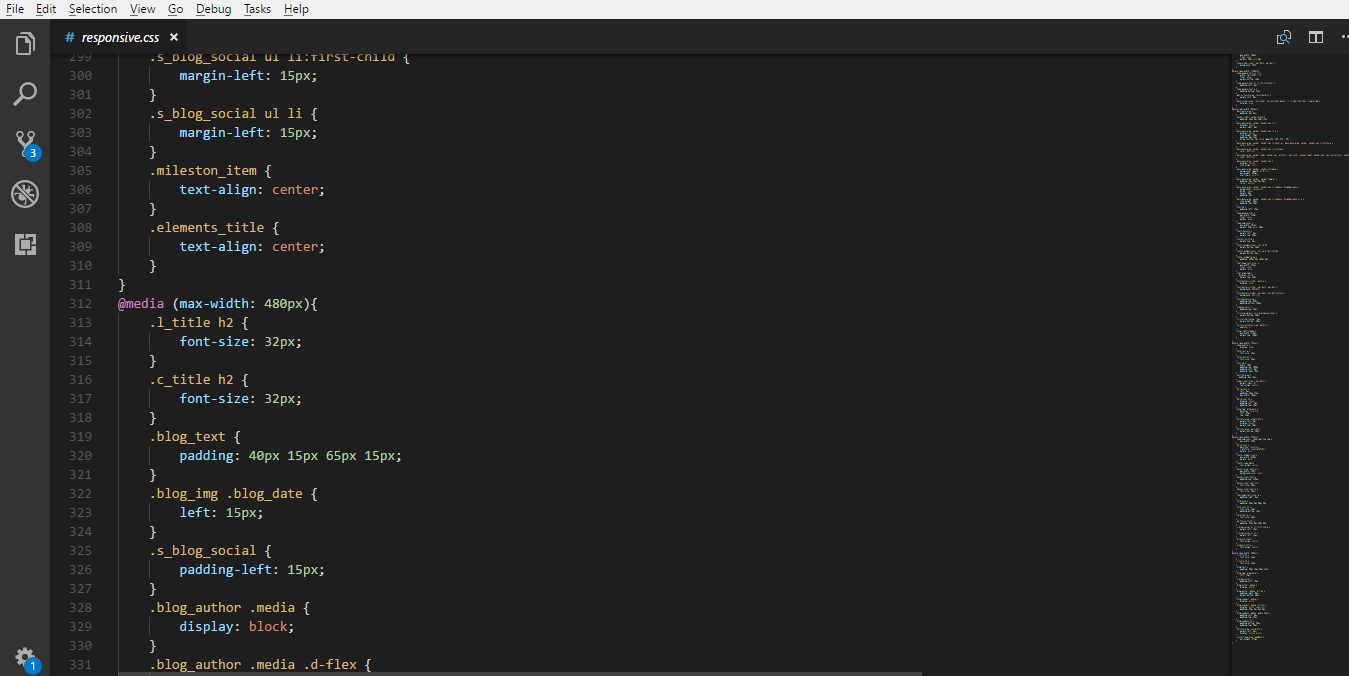 File Edit Selection View Go Debug Tasks Help
# responsive.css ×
299 .s_blog_social ul li:first-child {
300 margin-left: 15px;
301 }
302 .s_blog_social ul li {
303 margin-left: 15px;
304 }
305 .mileston_item {
306 text-align: center;
307 }
308 .elements_title {
309 text-align: center;
310 }
311 }
312 @media (max-width: 480px){
313 .l_title h2 {
314 font-size: 32px;
315 }
316 .c_title h2 {
317 font-size: 32px;
318 }
319 .blog_text {
320 padding: 40px 15px 65px 15px;
321 }
322 .blog_img .blog_date {
323 left: 15px;
324 }
325 .s_blog_social {
326 padding-left: 15px;
327 }
328 .blog_author .media {
329 display: block;
330 }
331 .blog_author .media .d-flex {
3
1